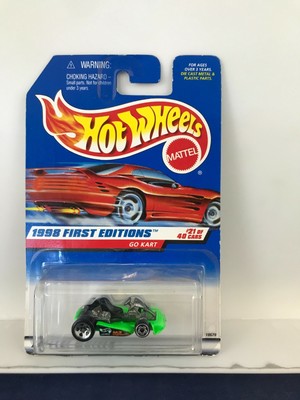 WARNING:
CHOKING HAZARD -
Small parts. Not for children
under 3 years
FOR AGES
OVER 3 YEARS
DIE CAST METAL &
PLASTIC PARTS
HOT WHEELS
MATTEL
1998 FIRST EDITIONS™
#21 OF
40 CARS
GO KART